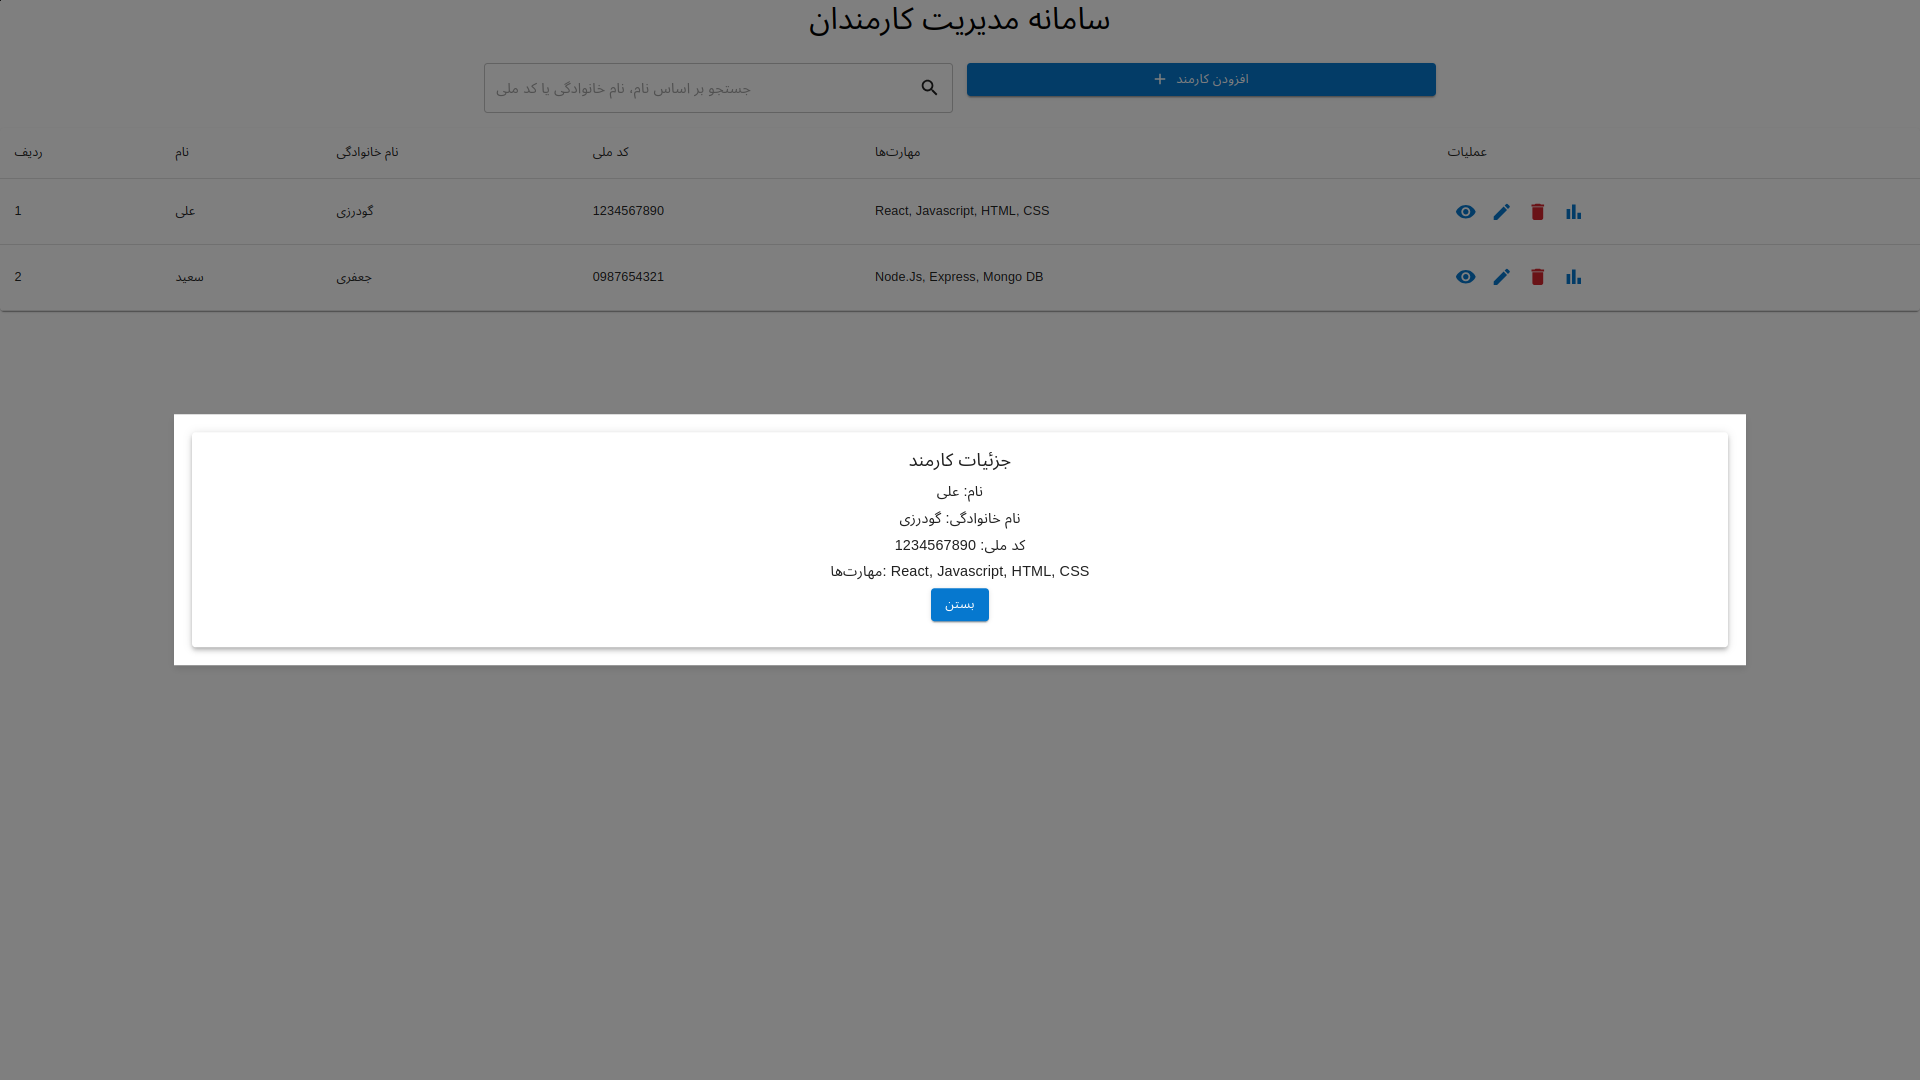 سامانه مدیریت کارمندان
جستجو بر اساس نام، نام خانوادگی یا کد ملی
افزودن کارمند
ردیف نام نام خانوادگی کد ملی مهارت‌ها عملیات
1 علی گودرزی 1234567890 React, Javascript, HTML, CSS
2 سعید جعفری 0987654321 Node.Js, Express, Mongo DB
جزئیات کارمند
نام: علی
نام خانوادگی: گودرزی
کد ملی: 1234567890
مهارت‌ها: React, Javascript, HTML, CSS
بستن